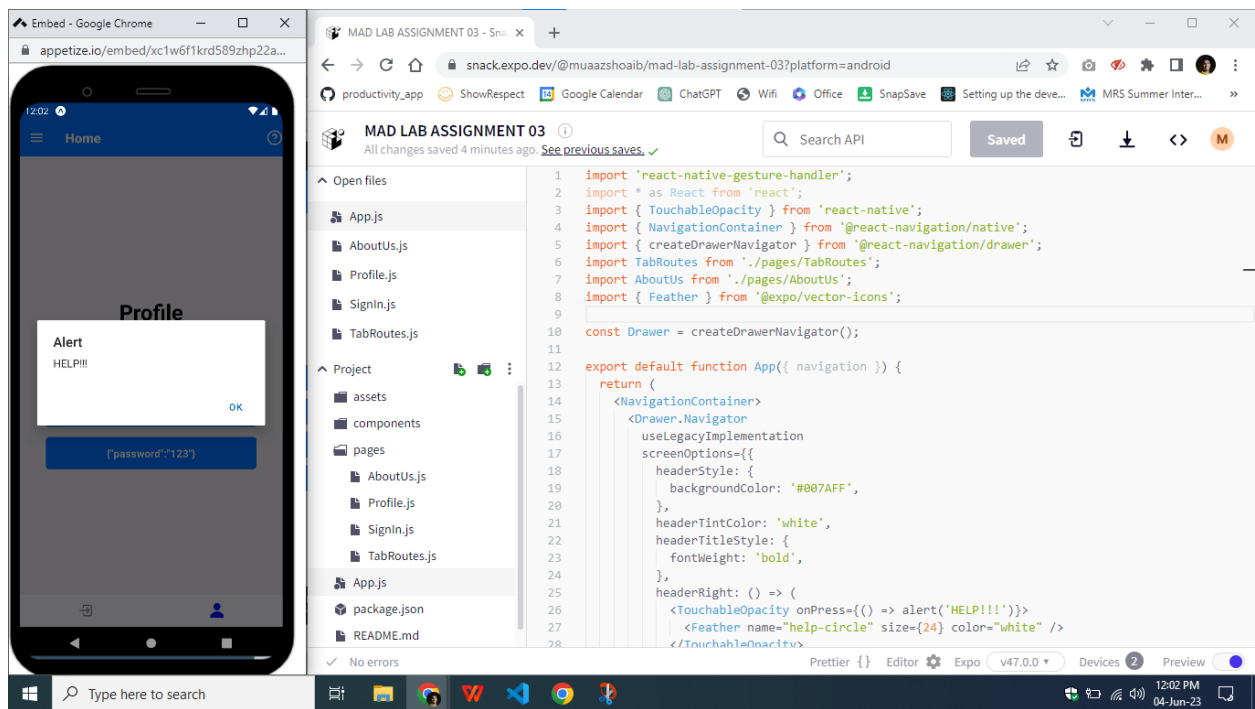 Embed - Google Chrome
appetize.io/embed/xc1w6f1krd589zhp22a...
12:02
Home
Profile
Alert
HELP!!!
OK
{"password":"123"}
MAD LAB ASSIGNMENT 03 - Sna
snack.expo.dev/@muaazshoaib/mad-lab-assignment-03?platform=android
productivity_app ShowRespect 14 Google Calendar ChatGPT Wifi Office SnapSave Setting up the deve... MRS MRS Summer Inter... »
MAD LAB ASSIGNMENT 03
All changes saved 4 minutes ago. See previous saves.
Search API
Saved
M
Open files
App.js
AboutUs.js
Profile.js
SignIn.js
TabRoutes.js
Project
assets
components
pages
AboutUs.js
Profile.js
SignIn.js
TabRoutes.js
App.js
package.json
README.md
1 import 'react-native-gesture-handler';
2 import * as React from 'react';
3 import { TouchableOpacity } from 'react-native';
4 import { NavigationContainer } from '@react-navigation/native';
5 import { createDrawerNavigator } from '@react-navigation/drawer';
6 import TabRoutes from './pages/TabRoutes';
7 import AboutUs from './pages/AboutUs';
8 import { Feather } from '@expo/vector-icons';
9
10 const Drawer = createDrawerNavigator();
11
12 export default function App({ navigation }) {
13 return (
14 <NavigationContainer>
15 <Drawer.Navigator
16 useLegacyImplementation
17 screenOptions={{
18 headerStyle: {
19 backgroundColor: '#007AFF',
20 },
21 headerTintColor: 'white',
22 headerTitleStyle: {
23 fontWeight: 'bold',
24 },
25 headerRight: () => (
26 <TouchableOpacity onPress={() => alert('HELP!!!')}>
27 <Feather name="help-circle" size={24} color="white" />
28 </TouchableOpacity>
No errors
Prettier {} Editor Expo v47.0.0 Devices 2 Preview
Type here to search
12:02 PM
04-Jun-23